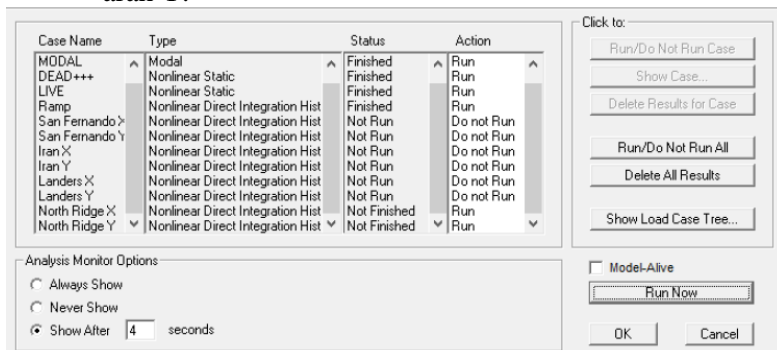 Click to:
Case Name Type Status Action
MODAL Modal Finished Run
DEAD+++ Nonlinear Static Finished Run
LIVE Nonlinear Static Finished Run
Ramp Nonlinear Direct Integration Hist Finished Run
San Fernando X Nonlinear Direct Integration Hist Not Run Do not Run
San Fernando Y Nonlinear Direct Integration Hist Not Run Do not Run
Iran X Nonlinear Direct Integration Hist Not Run Do not Run
Iran Y Nonlinear Direct Integration Hist Not Run Do not Run
Landers X Nonlinear Direct Integration Hist Not Run Do not Run
Landers Y Nonlinear Direct Integration Hist Not Run Do not Run
North Ridge X Nonlinear Direct Integration Hist Not Finished Run
North Ridge Y Nonlinear Direct Integration Hist Not Finished Run
Run/Do Not Run Case
Show Case...
Delete Results for Case
Run/Do Not Run All
Delete All Results
Show Load Case Tree...
Analysis Monitor Options
Always Show
Never Show
Show After 4 seconds
Model-Alive
Run Now
OK Cancel